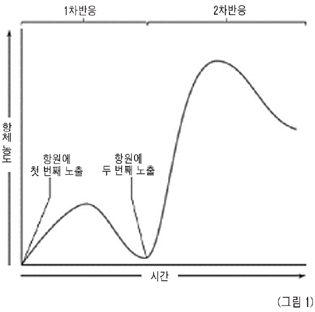 1차반응
2차반응
항체 농도
항원에
첫 번째 노출
항원에
두 번째 노출
시간
(그림 1)